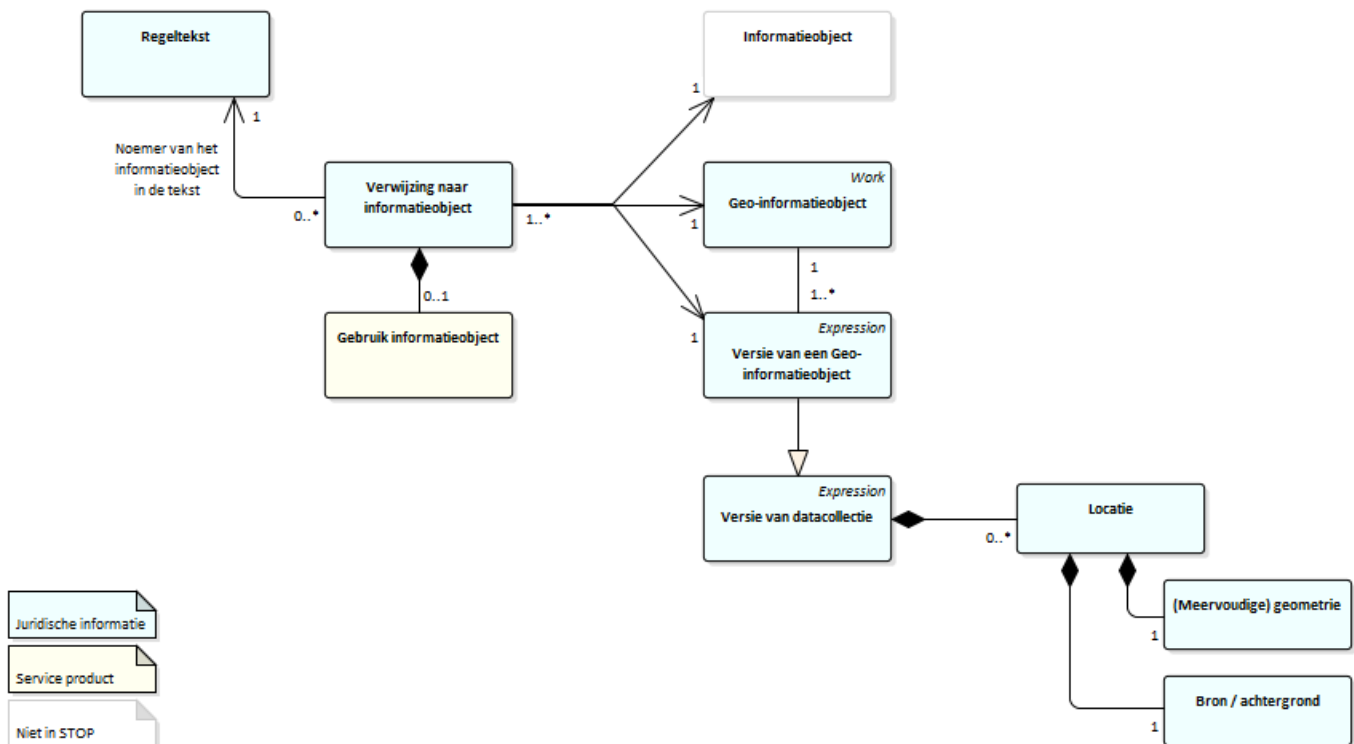 Regeltekst
Informatieobject
1
1
Noemer van het
informatieobject
in de tekst
Verwijzing naar
informatieobject
0..*
1..*
Work
Geo-informatieobject
1
1
1..*
0..1
Gebruik informatieobject
Expression
Versie van een Geo-
informatieobject
1
Expression
Versie van datacollectie
Locatie
0..*
(Meervoudige) geometrie
1
Bron / achtergrond
1
Juridische informatie
Service product
Niet in STOP